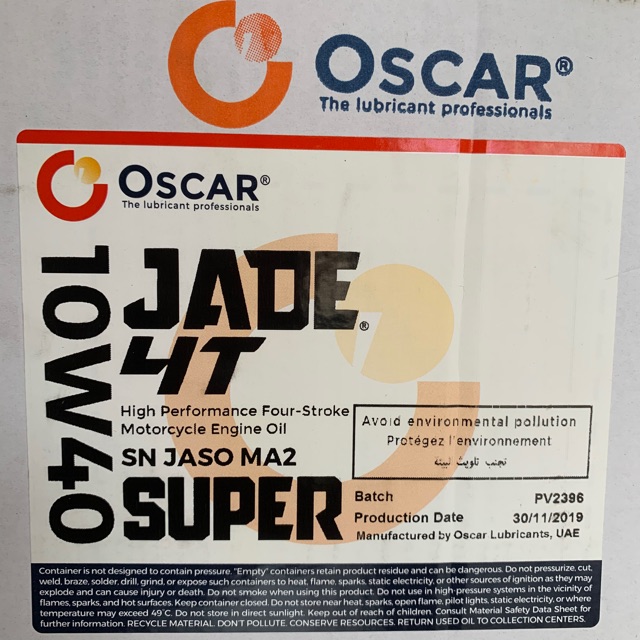 OSCAR®
The lubricant professionals
OSCAR®
The lubricant professionals
10W40
JADE®
4T
High Performance Four-Stroke
Motorcycle Engine Oil
SN JASO MA2
SUPER
Avoid environmental pollution
Protégez l'environnement
تجنب تلويث البيئة
Batch PV2396
Production Date 30/11/2019
Manufactured by Oscar Lubricants, UAE
Container is not designed to contain pressure. "Empty" containers retain product residue and can be dangerous. Do not pressurize, cut,
weld, braze, solder, drill, grind, or expose such containers to heat, flame, sparks, static electricity, or other sources of ignition as they may
explode and can cause injury or death. Do not smoke when using this product. Do not use in high-pressure systems in the vicinity of
flames, sparks, and hot surfaces. Keep container closed. Do not store near heat, sparks, open flame, pilot lights, static electricity, or where
temperature may exceed 49°C. Do not store in direct sunlight. Keep out of reach of children. Consult Material Safety Data Sheet for
further information. RECYCLE MATERIAL. DON'T POLLUTE. CONSERVE RESOURCES. RETURN USED OIL TO COLLECTION CENTERS.